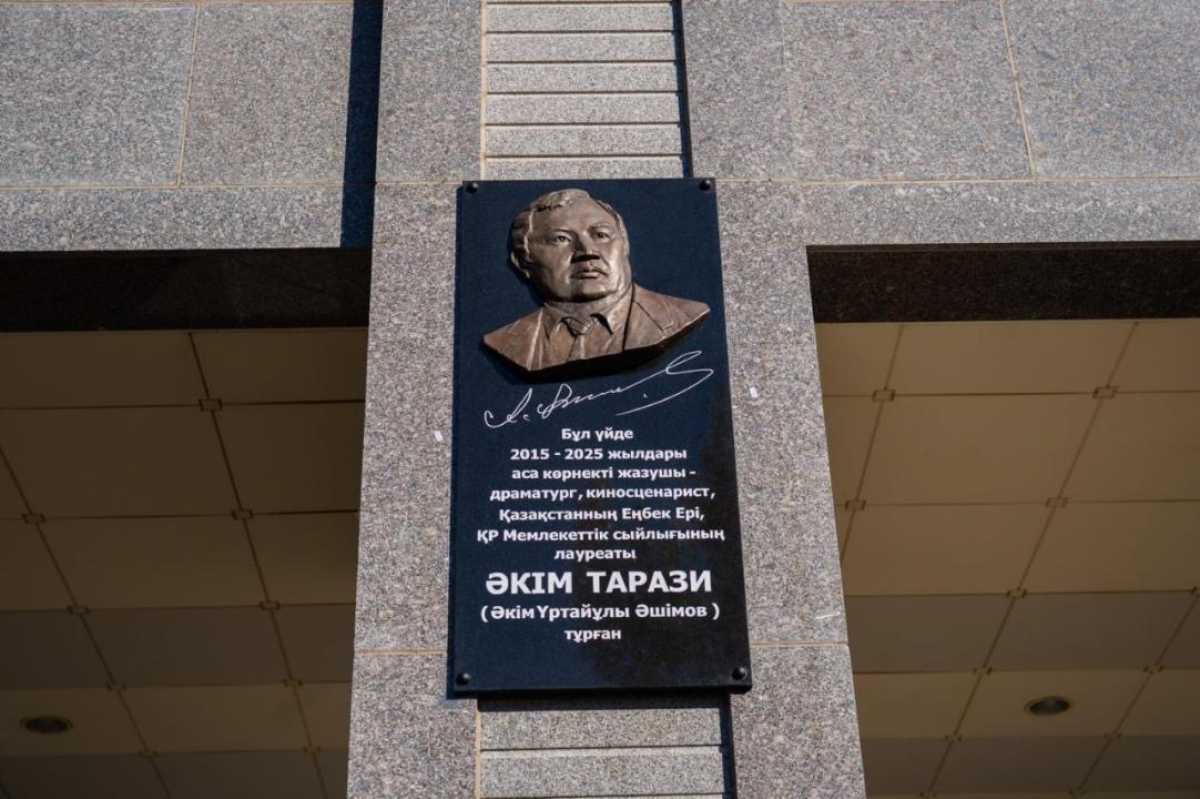 Бұл үйде
2015 - 2025 жылдары
аса көрнекті жазушы -
драматург, киносценарист,
Қазақстанның Еңбек Ері,
ҚР Мемлекеттік сыйлығының
лауреаты
ӘКІМ ТАРАЗИ
( Әкім Үртайұлы Әшімов )
тұрған